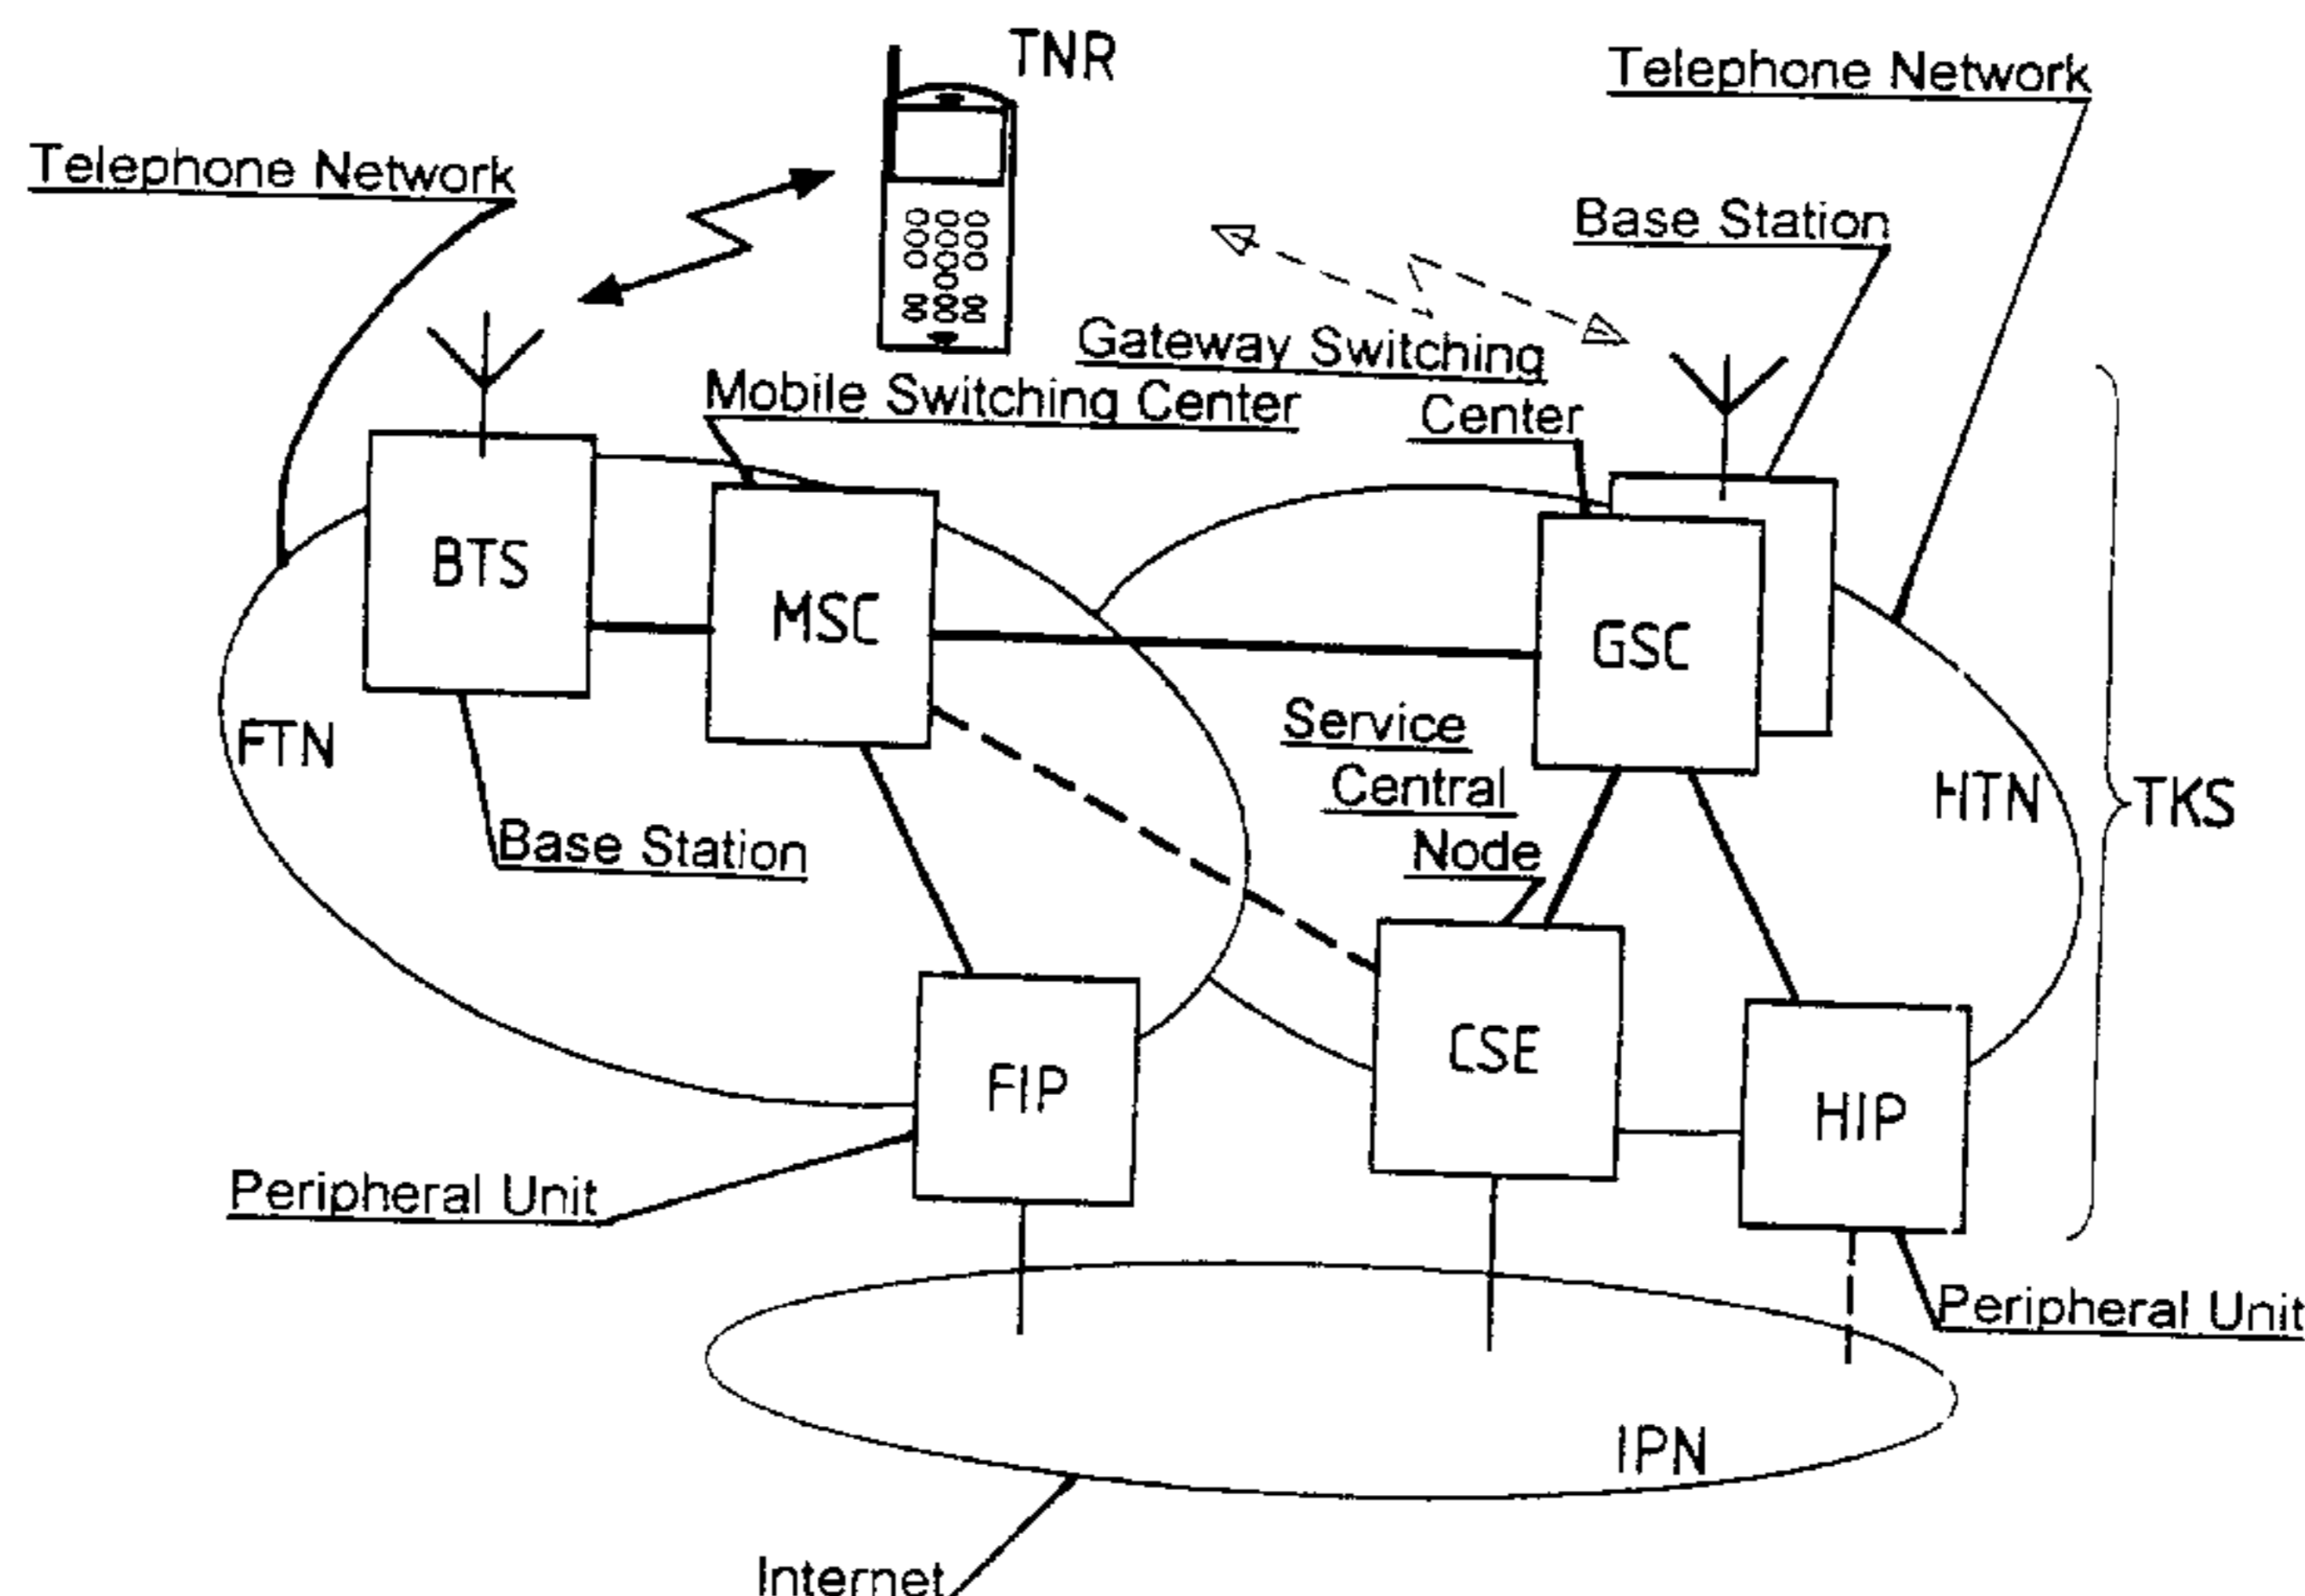 TNR
Telephone Network
Telephone Network
Base Station
Gateway Switching
Center
Mobile Switching Center
BTS
MSC
GSC
FTN
Service
Central
Node
HTN
TKS
Base Station
FIP
CSE
HIP
Peripheral Unit
Peripheral Unit
IPN
Internet